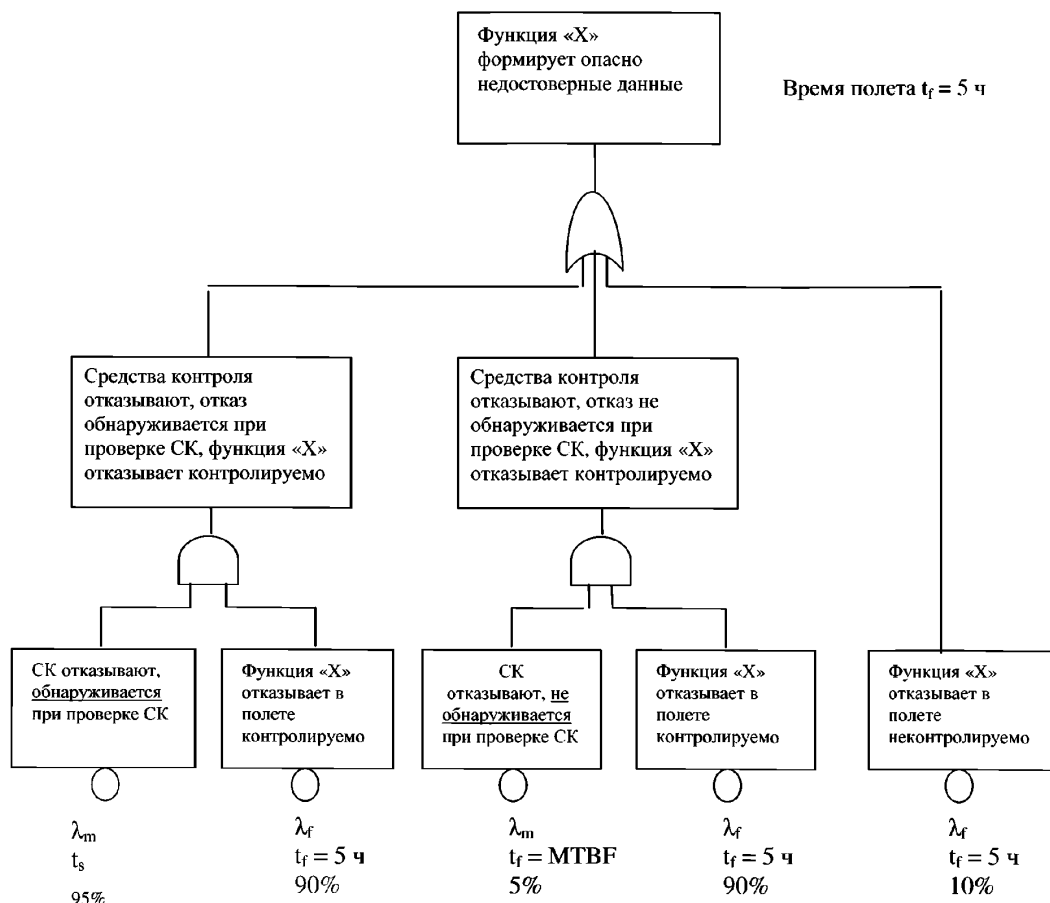 Функция «X»
формирует опасно
недостоверные данные
Время полета tf = 5 ч
Средства контроля
отказывают, отказ
обнаруживается при
проверке СК, функция «X»
отказывает контролируемо
Средства контроля
отказывают, отказ не
обнаруживается при
проверке СК, функция «X»
отказывает контролируемо
СК отказывают,
обнаруживается
при проверке СК
Функция «X»
отказывает в
полете
контролируемо
СК
отказывают, не
обнаруживается
при проверке СК
Функция «X»
отказывает в
полете
контролируемо
Функция «X»
отказывает в
полете
неконтролируемо
λm
ts
95%
λf
tf = 5 ч
90%
λm
tf = MTBF
5%
λf
tf = 5 ч
90%
λf
tf = 5 ч
10%